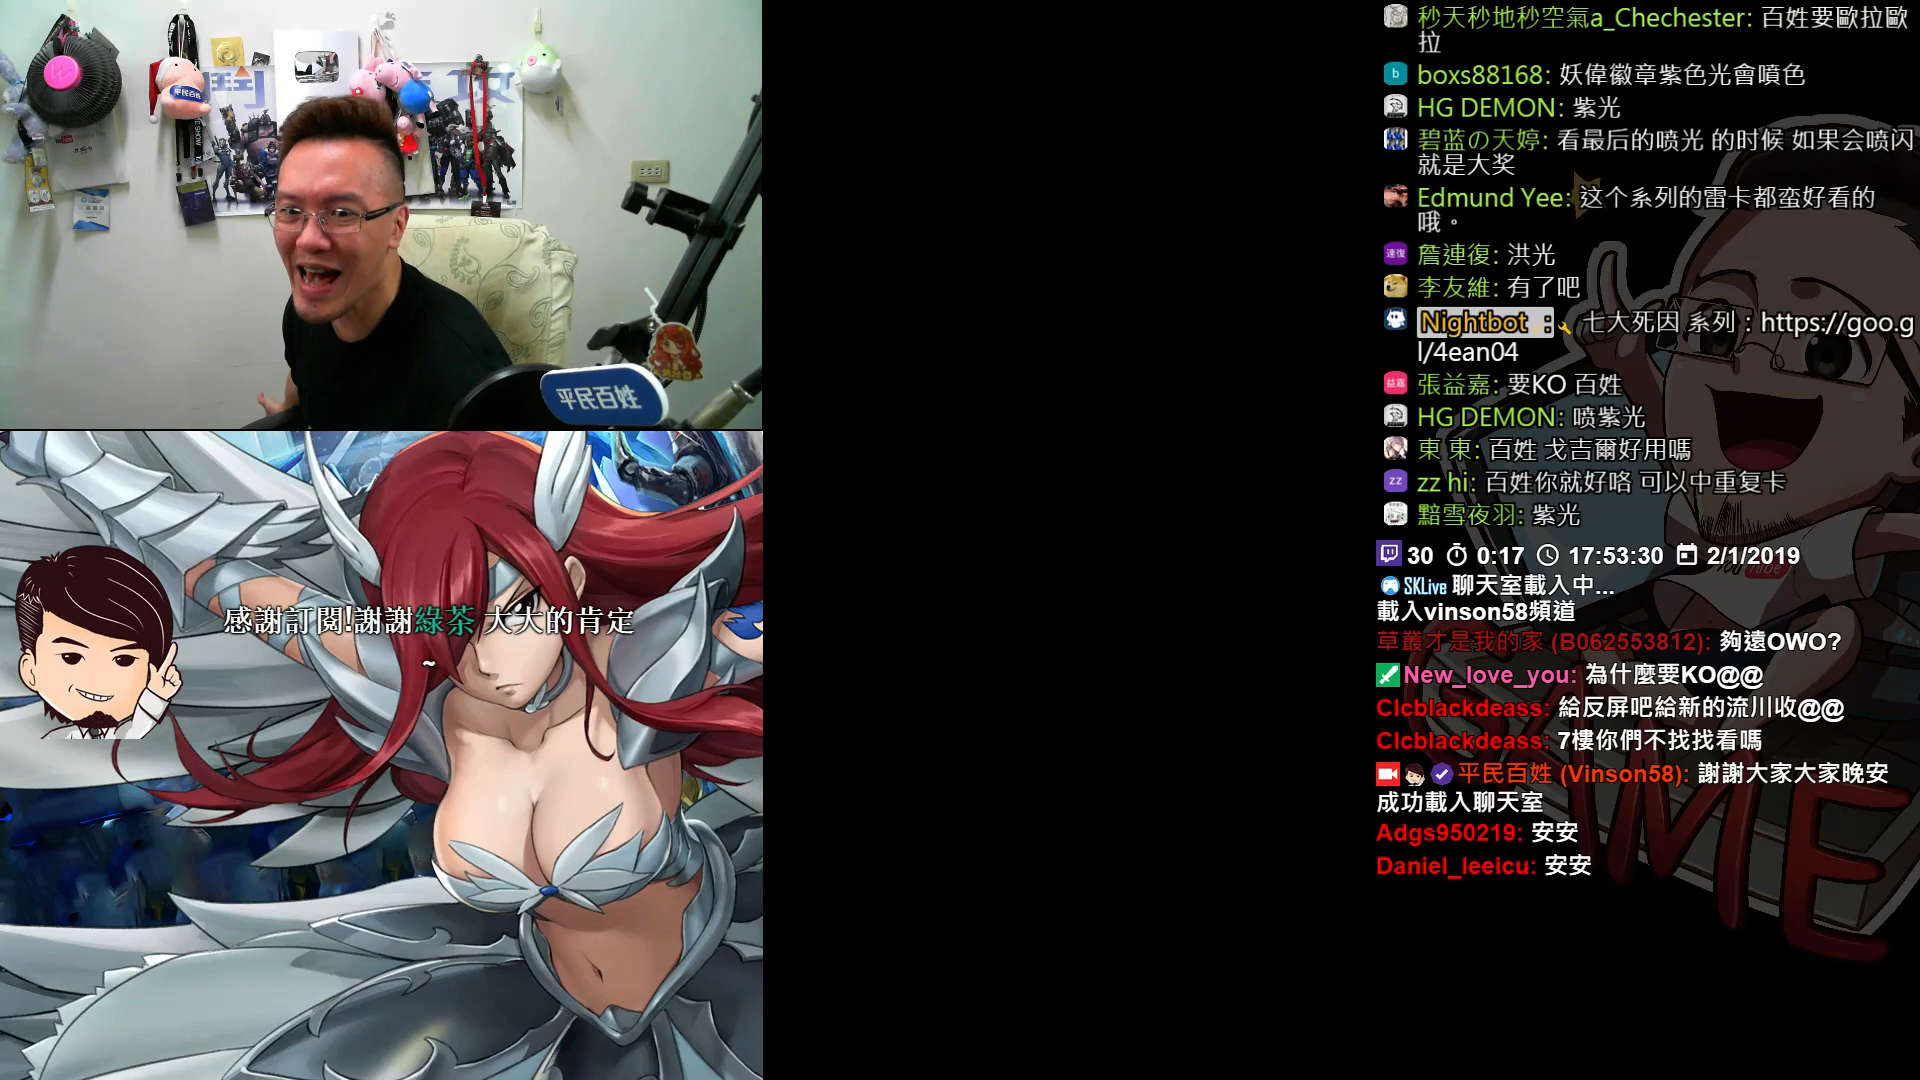 平民百姓
平民百姓
感謝訂閱!謝謝綠茶 大大的肯定
~
秒天秒地秒空氣a_Chechester: 百姓要歐拉歐
拉
boxs88168: 妖偉徽章紫色光會噴色
HG DEMON: 紫光
碧蓝の天婷: 看最后的喷光 的时候 如果会喷闪
就是大奖
Edmund Yee: 这个系列的雷卡都蛮好看的
哦。
連復 詹連復: 洪光
李友維: 有了吧
Nightbot : 七大死因 系列 : https://goo.g
l/4ean04
益嘉 張益嘉: 要KO 百姓
HG DEMON: 喷紫光
東 東: 百姓 戈吉爾好用嗎
zz zz hi: 百姓你就好咯 可以中重复卡
黯雪夜羽: 紫光
30 0:17 17:53:30 2/1/2019
SKLive 聊天室載入中...
載入vinson58頻道
草叢才是我的家 (B062553812): 夠遠OWO?
New_love_you: 為什麼要KO@@
Clcblackdeass: 給反屏吧給新的流川收@@
Clcblackdeass: 7樓你們不找找看嗎
平民百姓 (Vinson58): 謝謝大家大家晚安
成功載入聊天室
Adgs950219: 安安
Daniel_leeicu: 安安
GAME